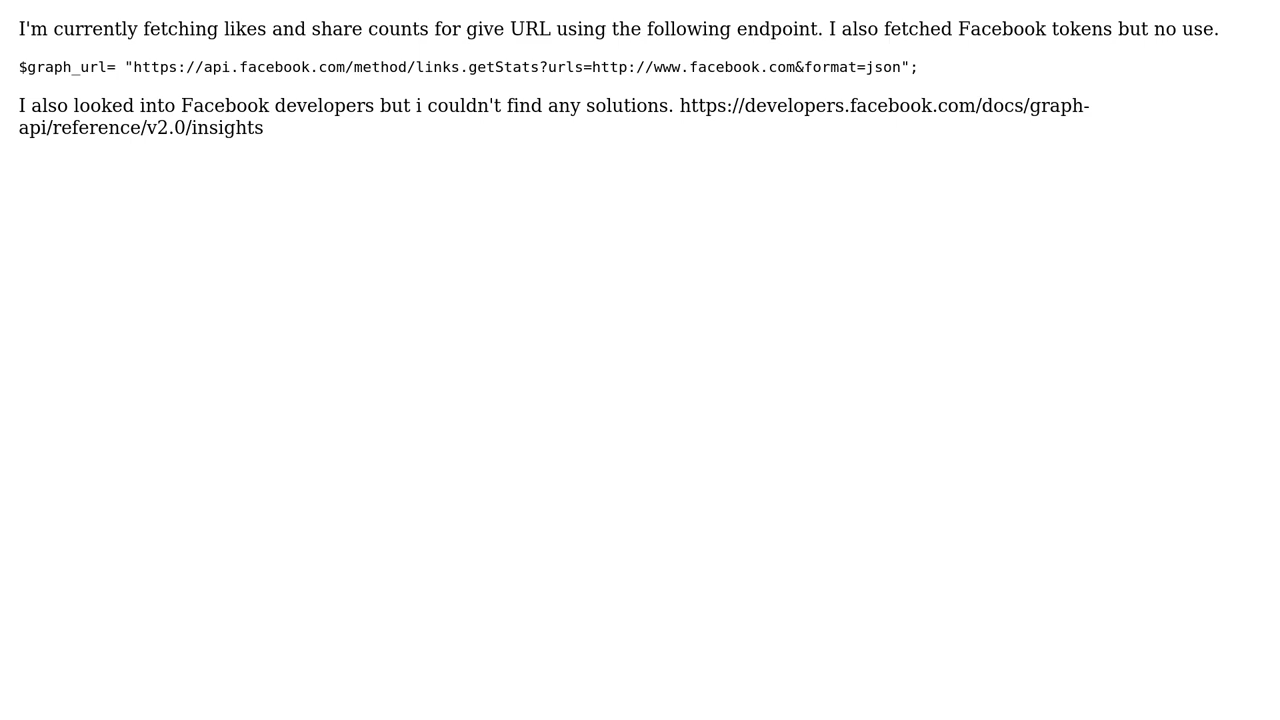 I'm currently fetching likes and share counts for give URL using the following endpoint. I also fetched Facebook tokens but no use.
$graph_url= "https://api.facebook.com/method/links.getStats?urls=http://www.facebook.com&format=json";
I also looked into Facebook developers but i couldn't find any solutions. https://developers.facebook.com/docs/graph-
api/reference/v2.0/insights